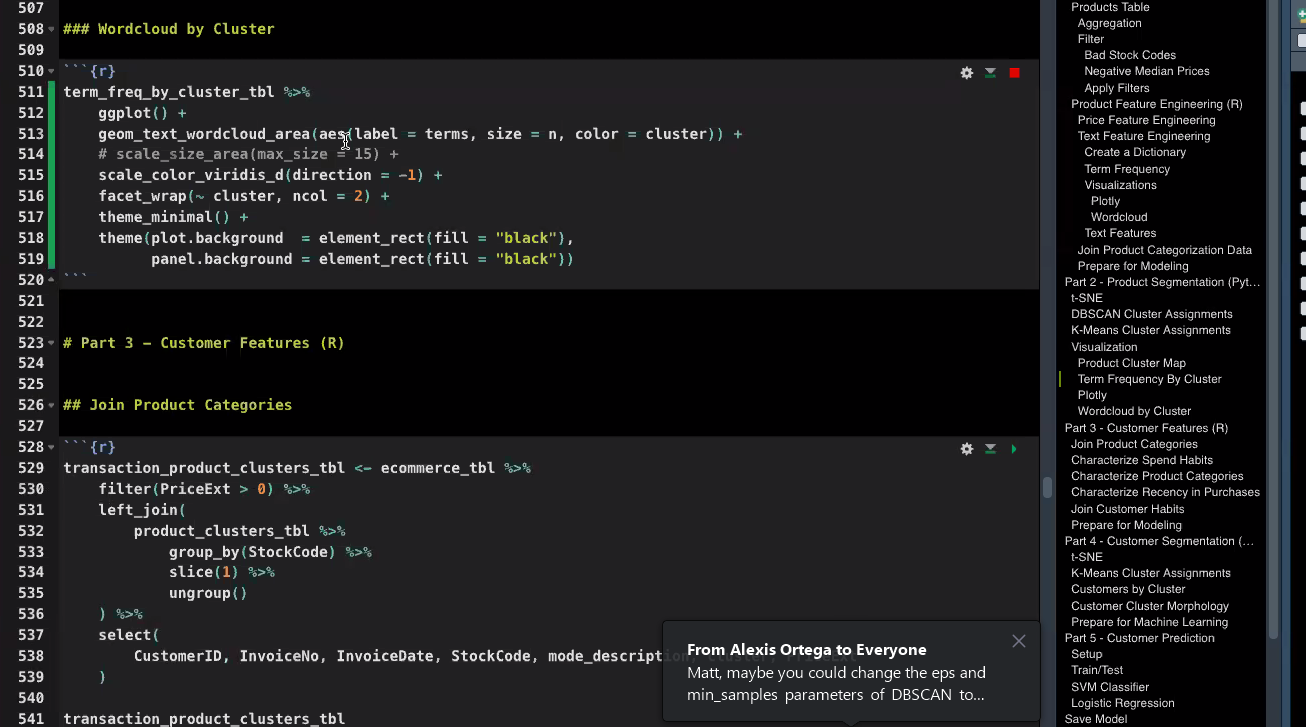 507
508 ### Wordcloud by Cluster
509
510 ```{r}
511 term_freq_by_cluster_tbl %>%
512     ggplot() +
513     geom_text_wordcloud_area(aes(label = terms, size = n, color = cluster)) +
514     # scale_size_area(max_size = 15) +
515     scale_color_viridis_d(direction = -1) +
516     facet_wrap(~ cluster, ncol = 2) +
517     theme_minimal() +
518     theme(plot.background  = element_rect(fill = "black"),
519           panel.background = element_rect(fill = "black"))
520 ```
521
522
523 # Part 3 - Customer Features (R)
524
525
526 ## Join Product Categories
527
528 ```{r}
529 transaction_product_clusters_tbl <- ecommerce_tbl %>%
530     filter(PriceExt > 0) %>%
531     left_join(
532         product_clusters_tbl %>%
533             group_by(StockCode) %>%
534             slice(1) %>%
535             ungroup()
536     ) %>%
537     select(
538         CustomerID, InvoiceNo, InvoiceDate, StockCode, mode_description, cluster, PriceExt
539     )
540
541 transaction_product_clusters_tbl
From Alexis Ortega to Everyone
Matt, maybe you could change the eps and
min_samples parameters of DBSCAN to...
Products Table
Aggregation
Filter
Bad Stock Codes
Negative Median Prices
Apply Filters
Product Feature Engineering (R)
Price Feature Engineering
Text Feature Engineering
Create a Dictionary
Term Frequency
Visualizations
Plotly
Wordcloud
Text Features
Join Product Categorization Data
Prepare for Modeling
Part 2 - Product Segmentation (Pyt...
t-SNE
DBSCAN Cluster Assignments
K-Means Cluster Assignments
Visualization
Product Cluster Map
Term Frequency By Cluster
Plotly
Wordcloud by Cluster
Part 3 - Customer Features (R)
Join Product Categories
Characterize Spend Habits
Characterize Product Categories
Characterize Recency in Purchases
Join Customer Habits
Prepare for Modeling
Part 4 - Customer Segmentation (...
t-SNE
K-Means Cluster Assignments
Customers by Cluster
Customer Cluster Morphology
Prepare for Machine Learning
Part 5 - Customer Prediction
Setup
Train/Test
SVM Classifier
Logistic Regression
Save Model